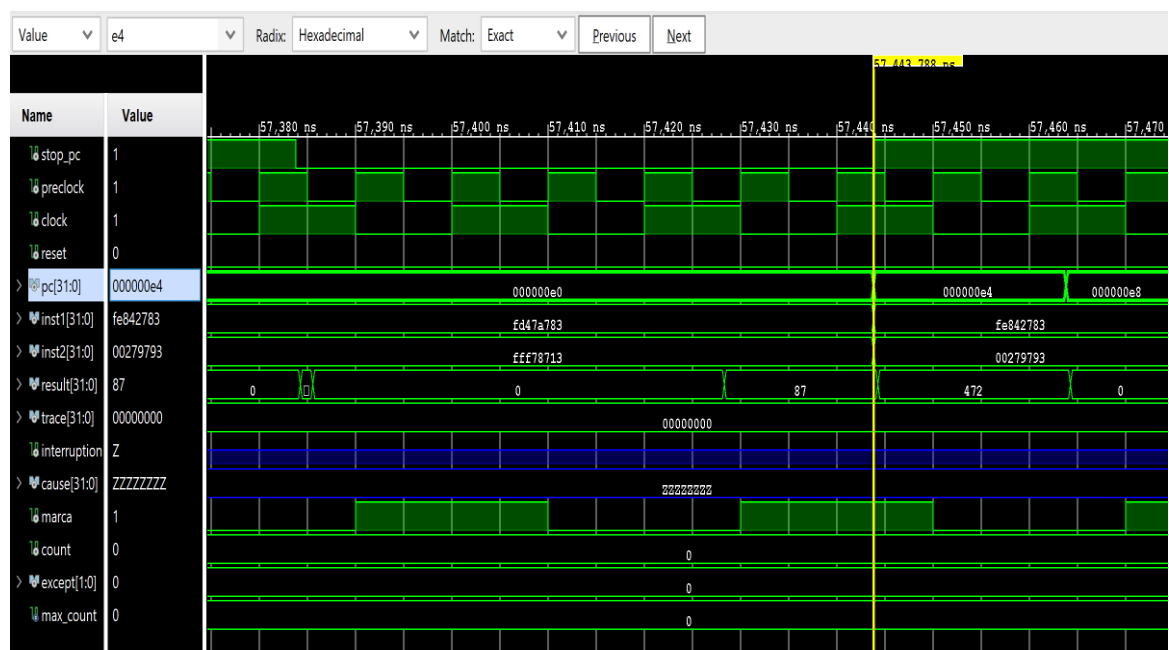 Value e4 Radix: Hexadecimal Match: Exact Previous Next
57,443.788 ns
Name Value
57,380 ns 57,390 ns 57,400 ns 57,410 ns 57,420 ns 57,430 ns 57,440 ns 57,450 ns 57,460 ns 57,470
stop_pc 1
preclock 1
clock 1
reset 0
pc[31:0] 000000e4 000000e0 000000e4 000000e8
inst1[31:0] fe842783 fd47a783 fe842783
inst2[31:0] 00279793 fff78713 00279793
result[31:0] 87 0 0 87 472 0
trace[31:0] 00000000 00000000
interruption Z
cause[31:0] ZZZZZZZZ ZZZZZZZZ
marca 1
count 0 0
except[1:0] 0 0
max_count 0 0